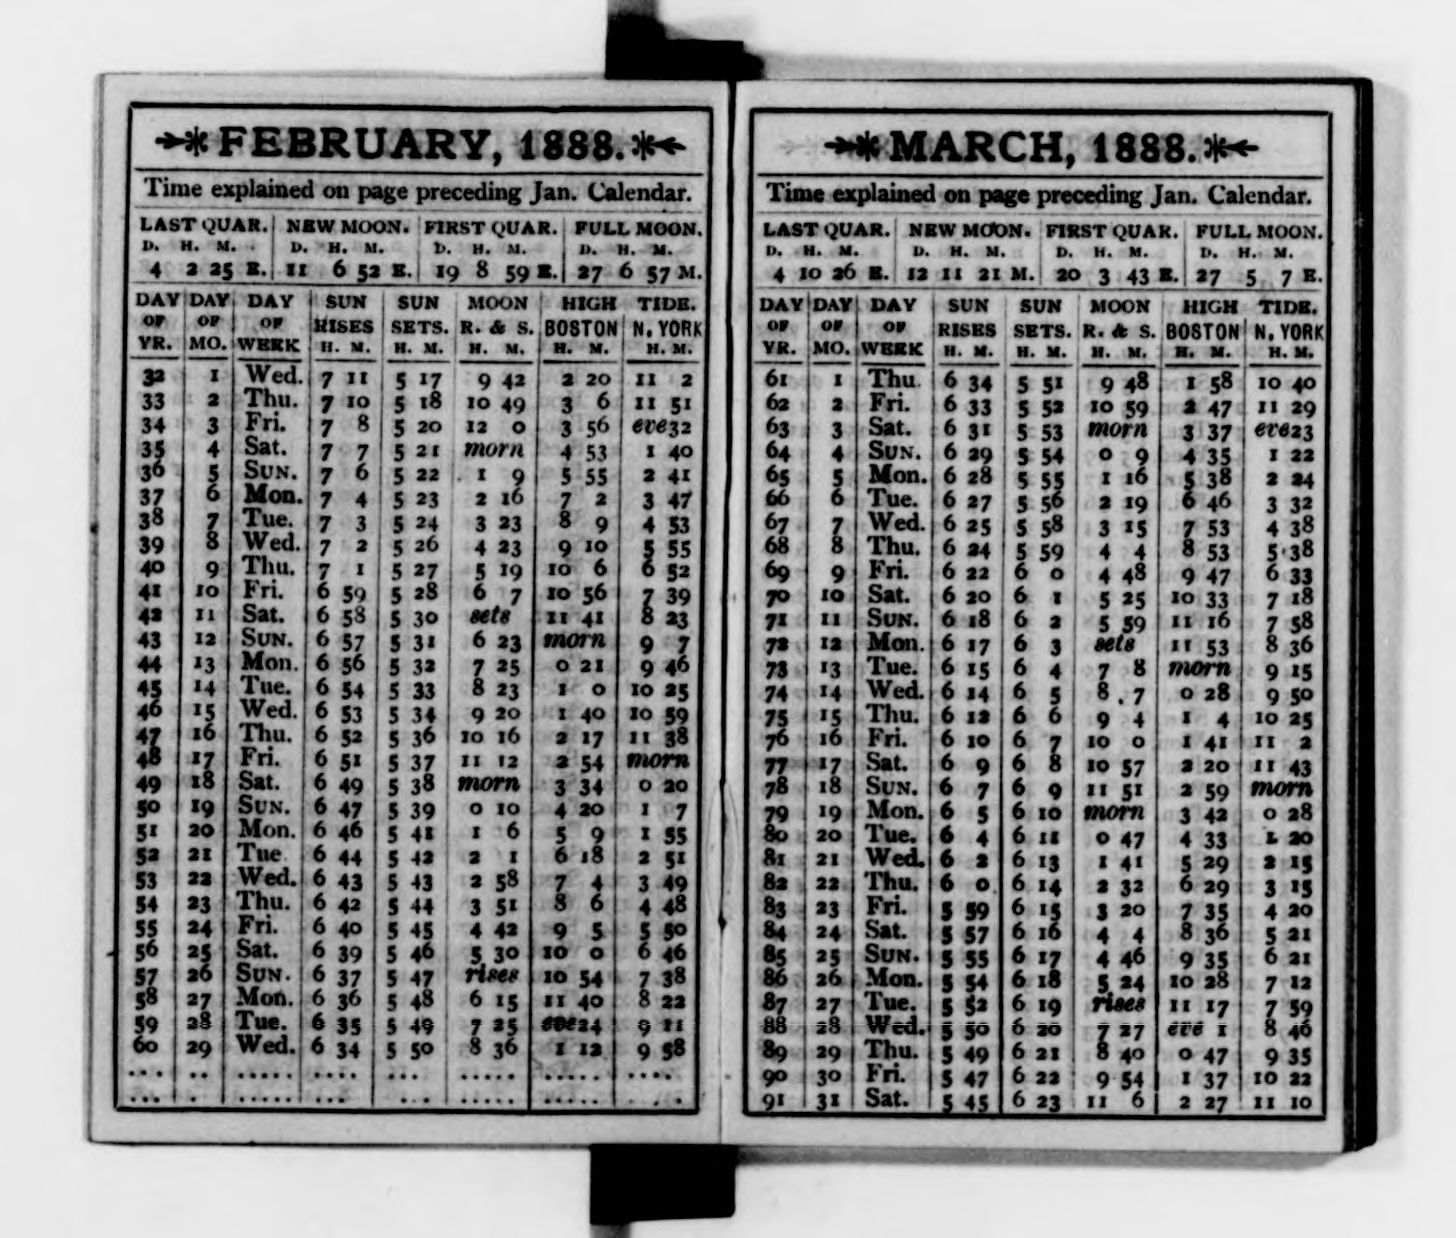 FEBRUARY, 1888.
Time explained on page preceding Jan. Calendar.
LAST QUAR. NEW MOON. FIRST QUAR. FULL MOON.
D. H. M. D. H. M. D. H. M. D. H. M.
4 2 25 E. 11 6 52 E. 19 8 59 E. 27 6 57 M.
DAY DAY DAY SUN SUN MOON HIGH TIDE.
OF OF OF RISES SETS. R. & S. BOSTON N. YORK
YR. MO. WEEK H. M. H. M. H. M. H. M. H. M.
32 1 Wed. 7 11 5 17 9 42 2 20 11 2
33 2 Thu. 7 10 5 18 10 49 3 6 11 51
34 3 Fri. 7 8 5 20 12 0 3 56 eve32
35 4 Sat. 7 7 5 21 morn 4 53 1 40
36 5 SUN. 7 6 5 22 1 9 5 55 2 41
37 6 Mon. 7 4 5 23 2 16 7 2 3 47
38 7 Tue. 7 3 5 24 3 23 8 9 4 53
39 8 Wed. 7 2 5 26 4 23 9 10 5 55
40 9 Thu. 7 1 5 27 5 19 10 6 6 52
41 10 Fri. 6 59 5 28 6 7 10 56 7 39
42 11 Sat. 6 58 5 30 sets 11 41 8 23
43 12 SUN. 6 57 5 31 6 23 morn 9 7
44 13 Mon. 6 56 5 32 7 25 0 21 9 46
45 14 Tue. 6 54 5 33 8 23 1 0 10 25
46 15 Wed. 6 53 5 34 9 20 1 40 10 59
47 16 Thu. 6 52 5 36 10 16 2 17 11 38
48 17 Fri. 6 51 5 37 11 12 2 54 morn
49 18 Sat. 6 49 5 38 morn 3 34 0 20
50 19 SUN. 6 47 5 39 0 10 4 20 1 7
51 20 Mon. 6 46 5 41 1 6 5 9 1 55
52 21 Tue. 6 44 5 42 2 1 6 18 2 51
53 22 Wed. 6 43 5 43 2 58 7 4 3 49
54 23 Thu. 6 42 5 44 3 51 8 6 4 48
55 24 Fri. 6 40 5 45 4 42 9 5 5 50
56 25 Sat. 6 39 5 46 5 30 10 0 6 46
57 26 SUN. 6 37 5 47 rises 10 54 7 38
58 27 Mon. 6 36 5 48 6 15 11 40 8 22
59 28 Tue. 6 35 5 49 7 25 eve24 9 11
60 29 Wed. 6 34 5 50 8 36 1 12 9 58
MARCH, 1888.
Time explained on page preceding Jan. Calendar.
LAST QUAR. NEW MOON. FIRST QUAR. FULL MOON.
D. H. M. D. H. M. D. H. M. D. H. M.
4 10 26 E. 12 11 21 M. 20 3 43 E. 27 5 7 E.
DAY DAY DAY SUN SUN MOON HIGH TIDE.
OF OF OF RISES SETS. R. & S. BOSTON N. YORK
YR. MO. WEEK H. M. H. M. H. M. H. M. H. M.
61 1 Thu. 6 34 5 51 9 48 1 58 10 40
62 2 Fri. 6 33 5 52 10 59 2 47 11 29
63 3 Sat. 6 31 5 53 morn 3 37 eve23
64 4 SUN. 6 29 5 54 0 9 4 35 1 22
65 5 Mon. 6 28 5 55 1 16 5 38 2 24
66 6 Tue. 6 27 5 56 2 19 6 46 3 32
67 7 Wed. 6 25 5 58 3 15 7 53 4 38
68 8 Thu. 6 24 5 59 4 4 8 53 5 38
69 9 Fri. 6 22 6 0 4 48 9 47 6 33
70 10 Sat. 6 20 6 1 5 25 10 33 7 18
71 11 SUN. 6 18 6 2 5 59 11 16 7 58
72 12 Mon. 6 17 6 3 sets 11 53 8 36
73 13 Tue. 6 15 6 4 7 8 morn 9 15
74 14 Wed. 6 14 6 5 8 7 0 28 9 50
75 15 Thu. 6 12 6 6 9 4 1 4 10 25
76 16 Fri. 6 10 6 7 10 0 1 41 11 2
77 17 Sat. 6 9 6 8 10 57 2 20 11 43
78 18 SUN. 6 7 6 9 11 51 2 59 morn
79 19 Mon. 6 5 6 10 morn 3 42 0 28
80 20 Tue. 6 4 6 11 0 47 4 33 1 20
81 21 Wed. 6 2 6 13 1 41 5 29 2 15
82 22 Thu. 6 0 6 14 2 32 6 29 3 15
83 23 Fri. 5 59 6 15 3 20 7 35 4 20
84 24 Sat. 5 57 6 16 4 4 8 36 5 21
85 25 SUN. 5 55 6 17 4 46 9 35 6 21
86 26 Mon. 5 54 6 18 5 24 10 28 7 12
87 27 Tue. 5 52 6 19 rises 11 17 7 59
88 28 Wed. 5 50 6 20 7 27 eve 1 8 46
89 29 Thu. 5 49 6 21 8 40 0 47 9 35
90 30 Fri. 5 47 6 22 9 54 1 37 10 22
91 31 Sat. 5 45 6 23 11 6 2 27 11 10